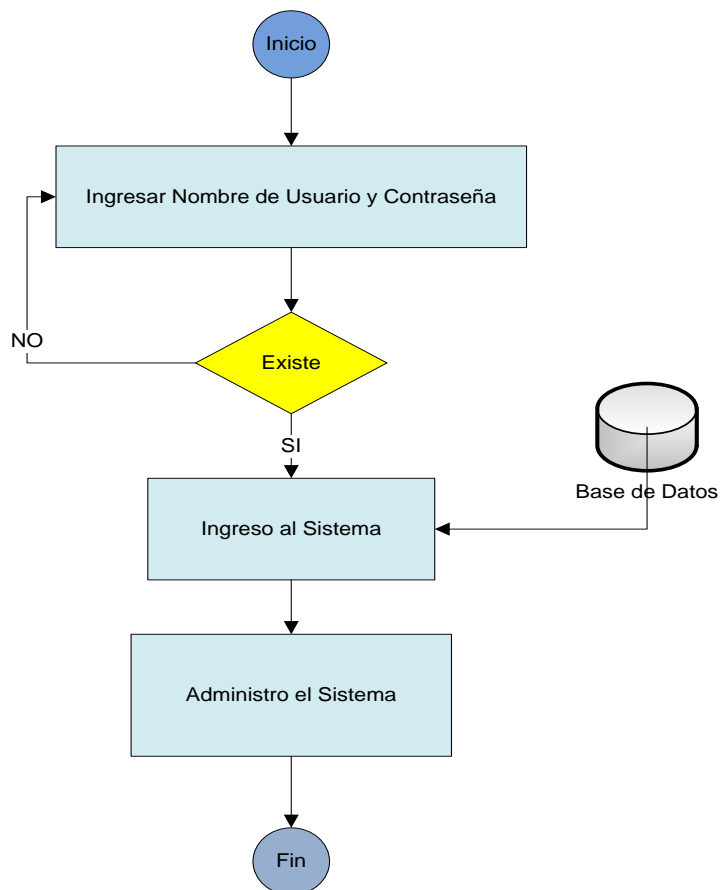 Inicio
Ingresar Nombre de Usuario y Contraseña
NO
Existe
SI
Base de Datos
Ingreso al Sistema
Administro el Sistema
Fin